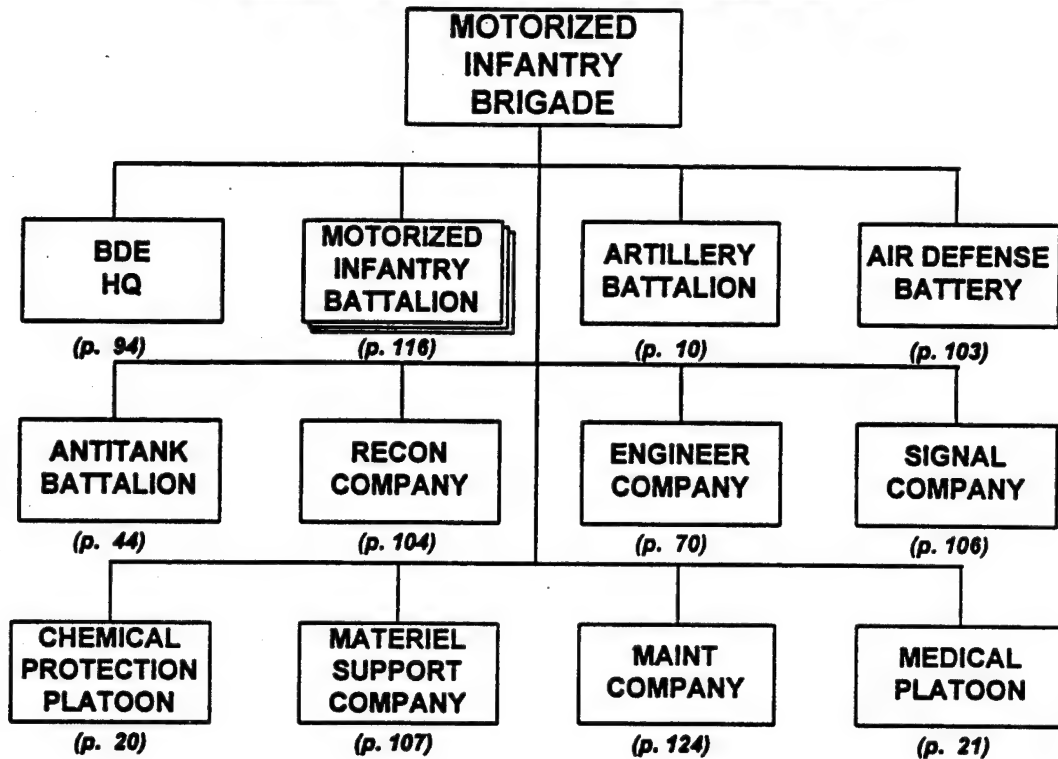 MOTORIZED
INFANTRY
BRIGADE
BDE
HQ
(p. 94)
MOTORIZED
INFANTRY
BATTALION
(p. 116)
ARTILLERY
BATTALION
(p. 10)
AIR DEFENSE
BATTERY
(p. 103)
ANTITANK
BATTALION
(p. 44)
RECON
COMPANY
(p. 104)
ENGINEER
COMPANY
(p. 70)
SIGNAL
COMPANY
(p. 106)
CHEMICAL
PROTECTION
PLATOON
(p. 20)
MATERIEL
SUPPORT
COMPANY
(p. 107)
MAINT
COMPANY
(p. 124)
MEDICAL
PLATOON
(p. 21)